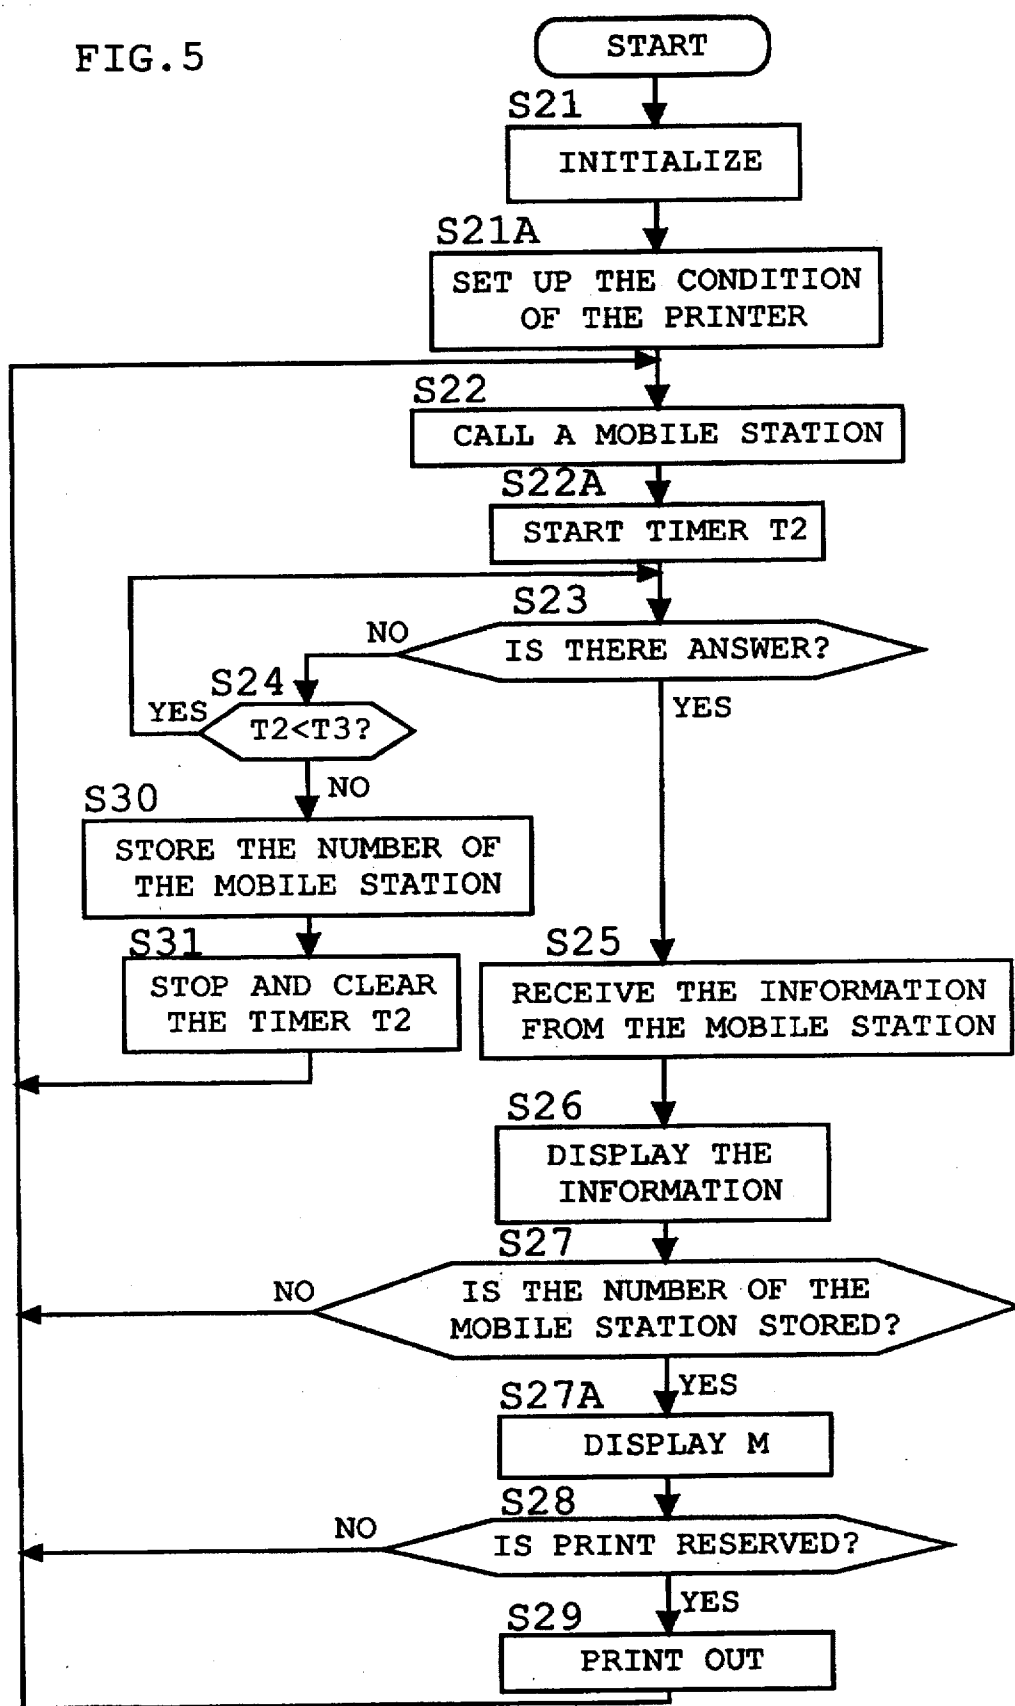 FIG.5
START
S21
INITIALIZE
S21A
SET UP THE CONDITION
OF THE PRINTER
S22
CALL A MOBILE STATION
S22A
START TIMER T2
S23
IS THERE ANSWER?
NO
YES
S24
T2<T3?
YES
NO
S30
STORE THE NUMBER OF
THE MOBILE STATION
S31
STOP AND CLEAR
THE TIMER T2
S25
RECEIVE THE INFORMATION
FROM THE MOBILE STATION
S26
DISPLAY THE
INFORMATION
S27
IS THE NUMBER OF THE
MOBILE STATION STORED?
NO
YES
S27A
DISPLAY M
S28
IS PRINT RESERVED?
NO
YES
S29
PRINT OUT